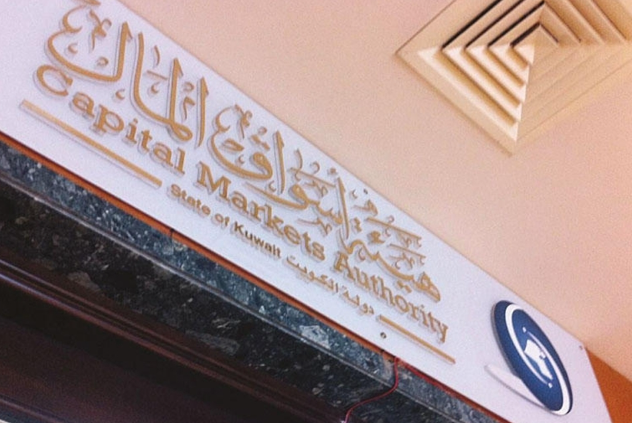 هيئة أسواق المال
Capital Markets Authority
State of Kuwait دولة الكويت